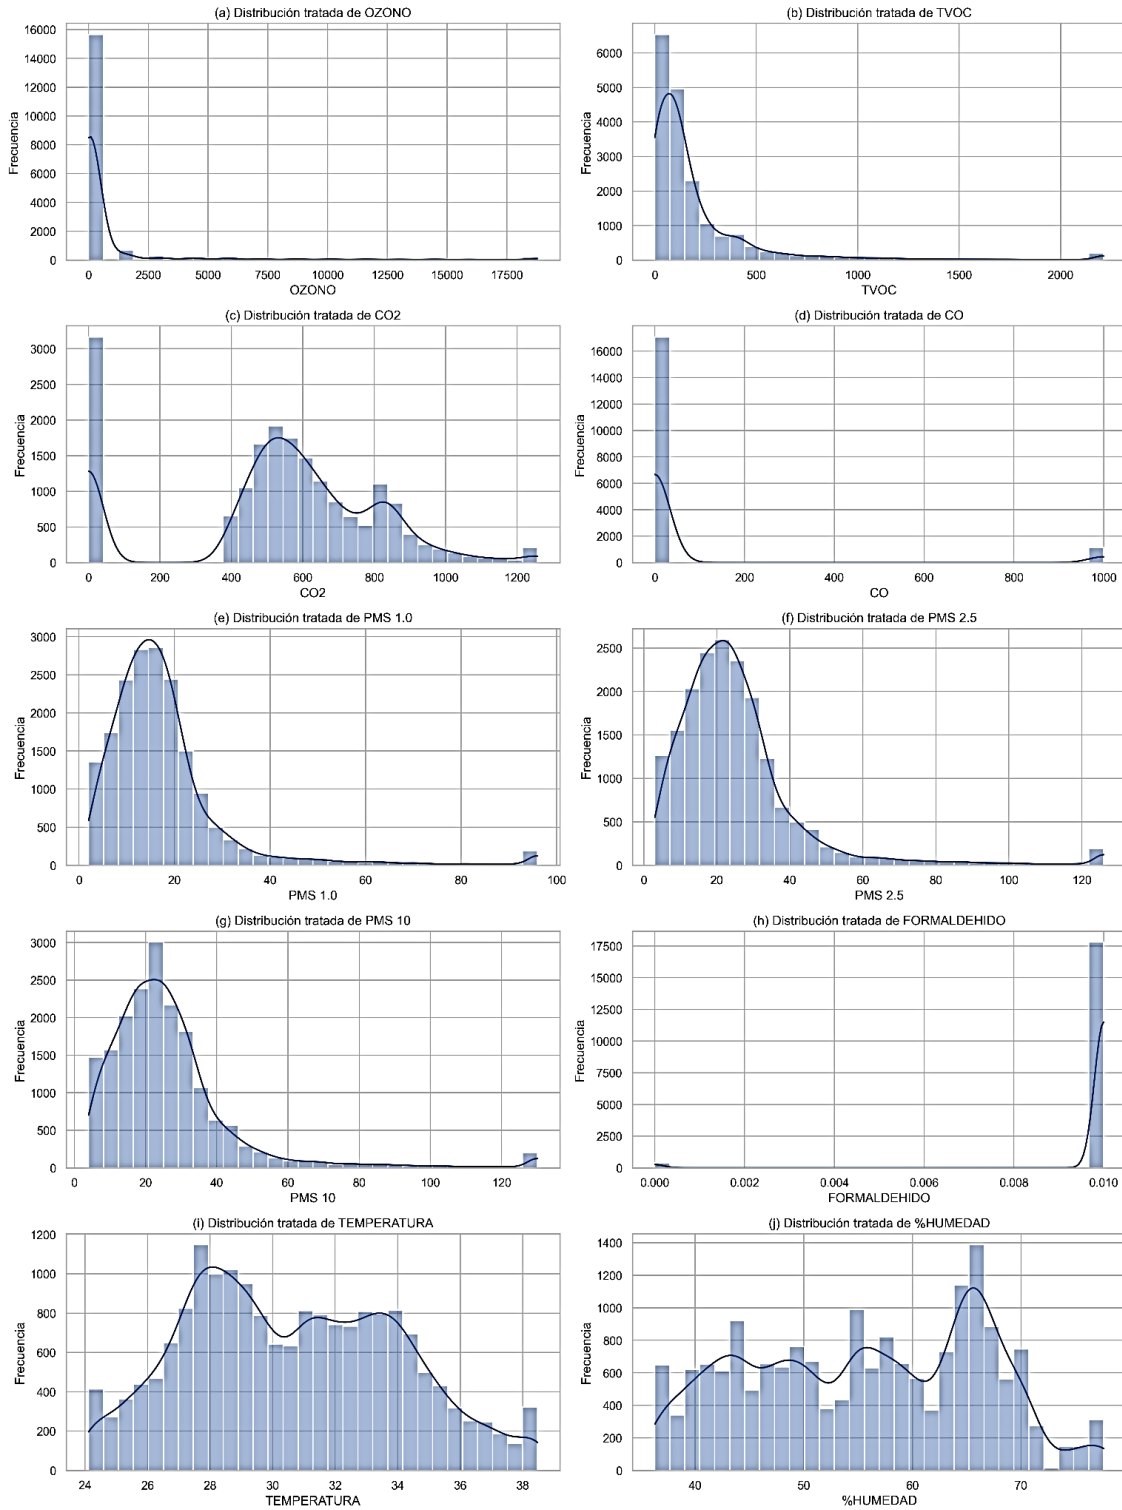 (a) Distribución tratada de OZONO
16000
14000
12000
10000
8000
6000
4000
2000
0
Frecuencia
0 2500 5000 7500 10000 12500 15000 17500
OZONO
(b) Distribución tratada de TVOC
6000
5000
4000
3000
2000
1000
0
Frecuencia
0 500 1000 1500 2000
TVOC
(c) Distribución tratada de CO2
3000
2500
2000
1500
1000
500
0
Frecuencia
0 200 400 600 800 1000 1200
CO2
(d) Distribución tratada de CO
16000
14000
12000
10000
8000
6000
4000
2000
0
Frecuencia
0 200 400 600 800 1000
CO
(e) Distribución tratada de PMS 1.0
3000
2500
2000
1500
1000
500
0
Frecuencia
0 20 40 60 80 100
PMS 1.0
(f) Distribución tratada de PMS 2.5
2500
2000
1500
1000
500
0
Frecuencia
0 20 40 60 80 100 120
PMS 2.5
(g) Distribución tratada de PMS 10
3000
2500
2000
1500
1000
500
0
Frecuencia
0 20 40 60 80 100 120
PMS 10
(h) Distribución tratada de FORMALDEHIDO
17500
15000
12500
10000
7500
5000
2500
0
Frecuencia
0.000 0.002 0.004 0.006 0.008 0.010
FORMALDEHIDO
(i) Distribución tratada de TEMPERATURA
1200
1000
800
600
400
200
0
Frecuencia
24 26 28 30 32 34 36 38
TEMPERATURA
(j) Distribución tratada de %HUMEDAD
1400
1200
1000
800
600
400
200
0
Frecuencia
40 50 60 70
%HUMEDAD